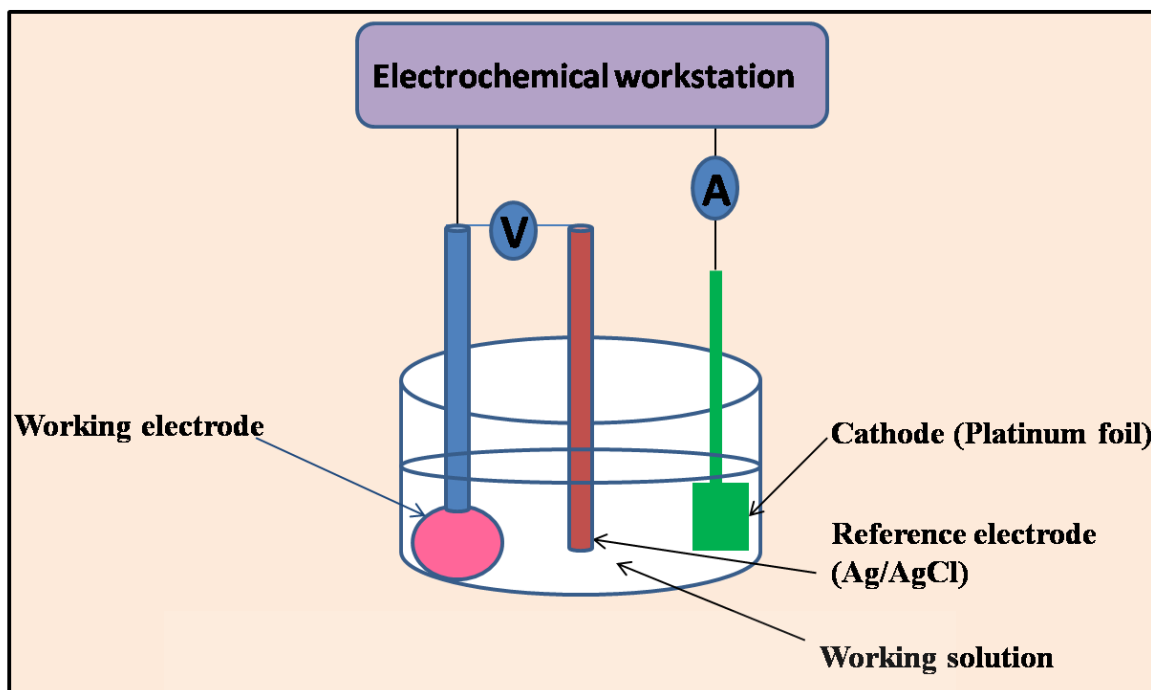 Electrochemical workstation
A
V
Working electrode
Cathode (Platinum foil)
Reference electrode
(Ag/AgCl)
Working solution